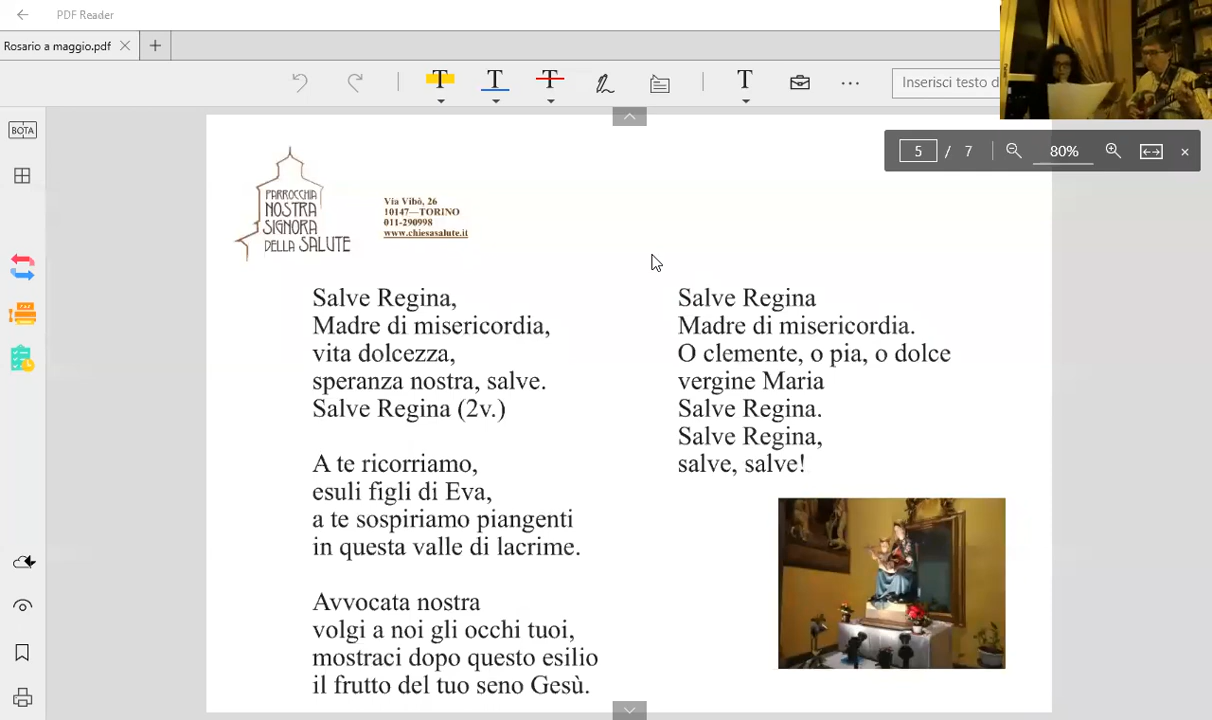 PDF Reader
Rosario a maggio.pdf
T T T T
Inserisci testo d
BOTA
5 / 7 80%
PARROCCHIA
NOSTRA
SIGNORA
DELLA SALUTE
Via Vibò, 26
10147—TORINO
011-290998
www.chiesasalute.it
Salve Regina,
Madre di misericordia,
vita dolcezza,
speranza nostra, salve.
Salve Regina (2v.)
A te ricorriamo,
esuli figli di Eva,
a te sospiriamo piangenti
in questa valle di lacrime.
Avvocata nostra
volgi a noi gli occhi tuoi,
mostraci dopo questo esilio
il frutto del tuo seno Gesù.
Salve Regina
Madre di misericordia.
O clemente, o pia, o dolce
vergine Maria
Salve Regina.
Salve Regina,
salve, salve!